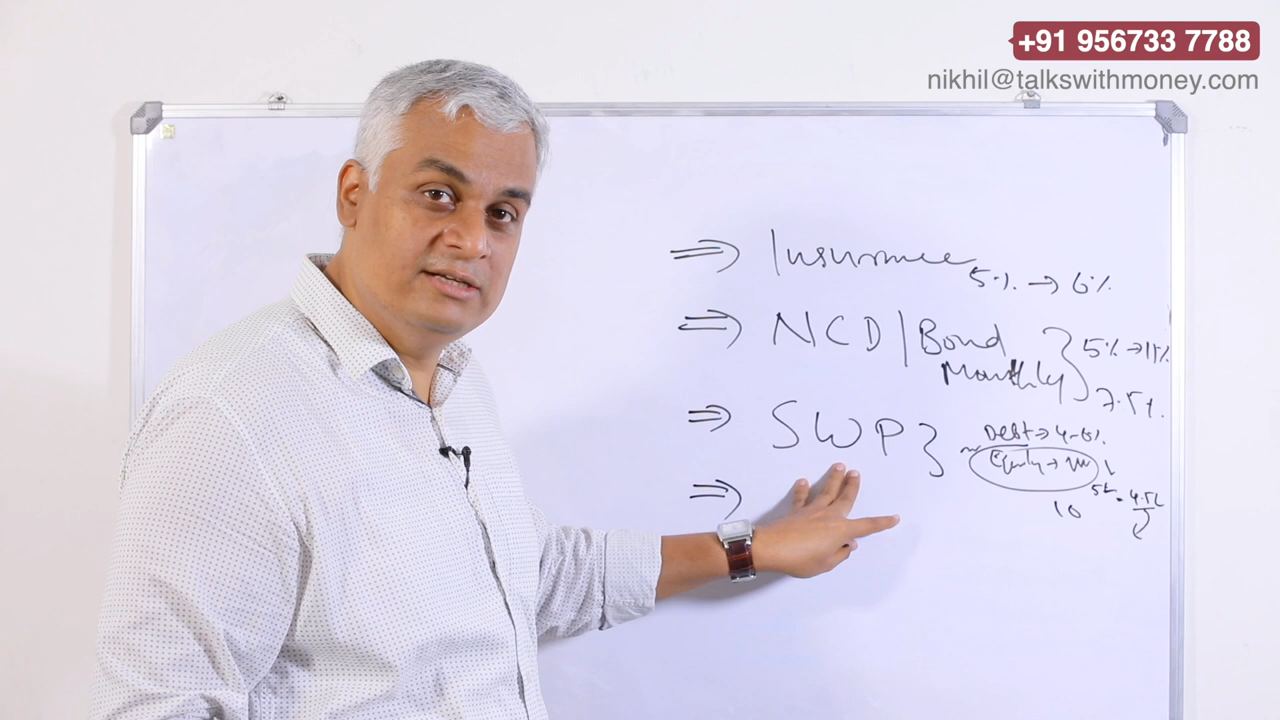 +91 956733 7788
nikhil@talkswithmoney.com
⇒ Insurance 5% → 6%
⇒ NCD | Bond Monthly } 5% →
7.5%
⇒ SWP } Debt → 4-6%
Equity →
5L - 4.5L
10
⇒